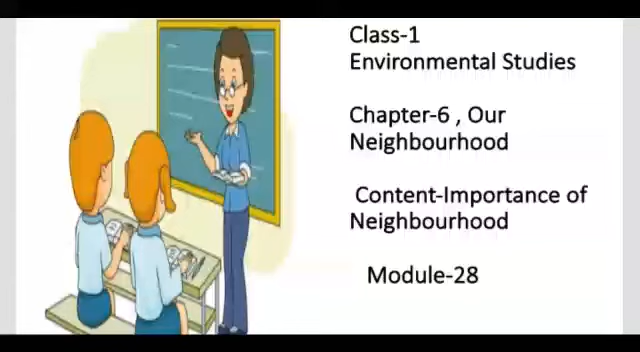 Class-1
Environmental Studies
Chapter-6 , Our
Neighbourhood
Content-Importance of
Neighbourhood
Module-28